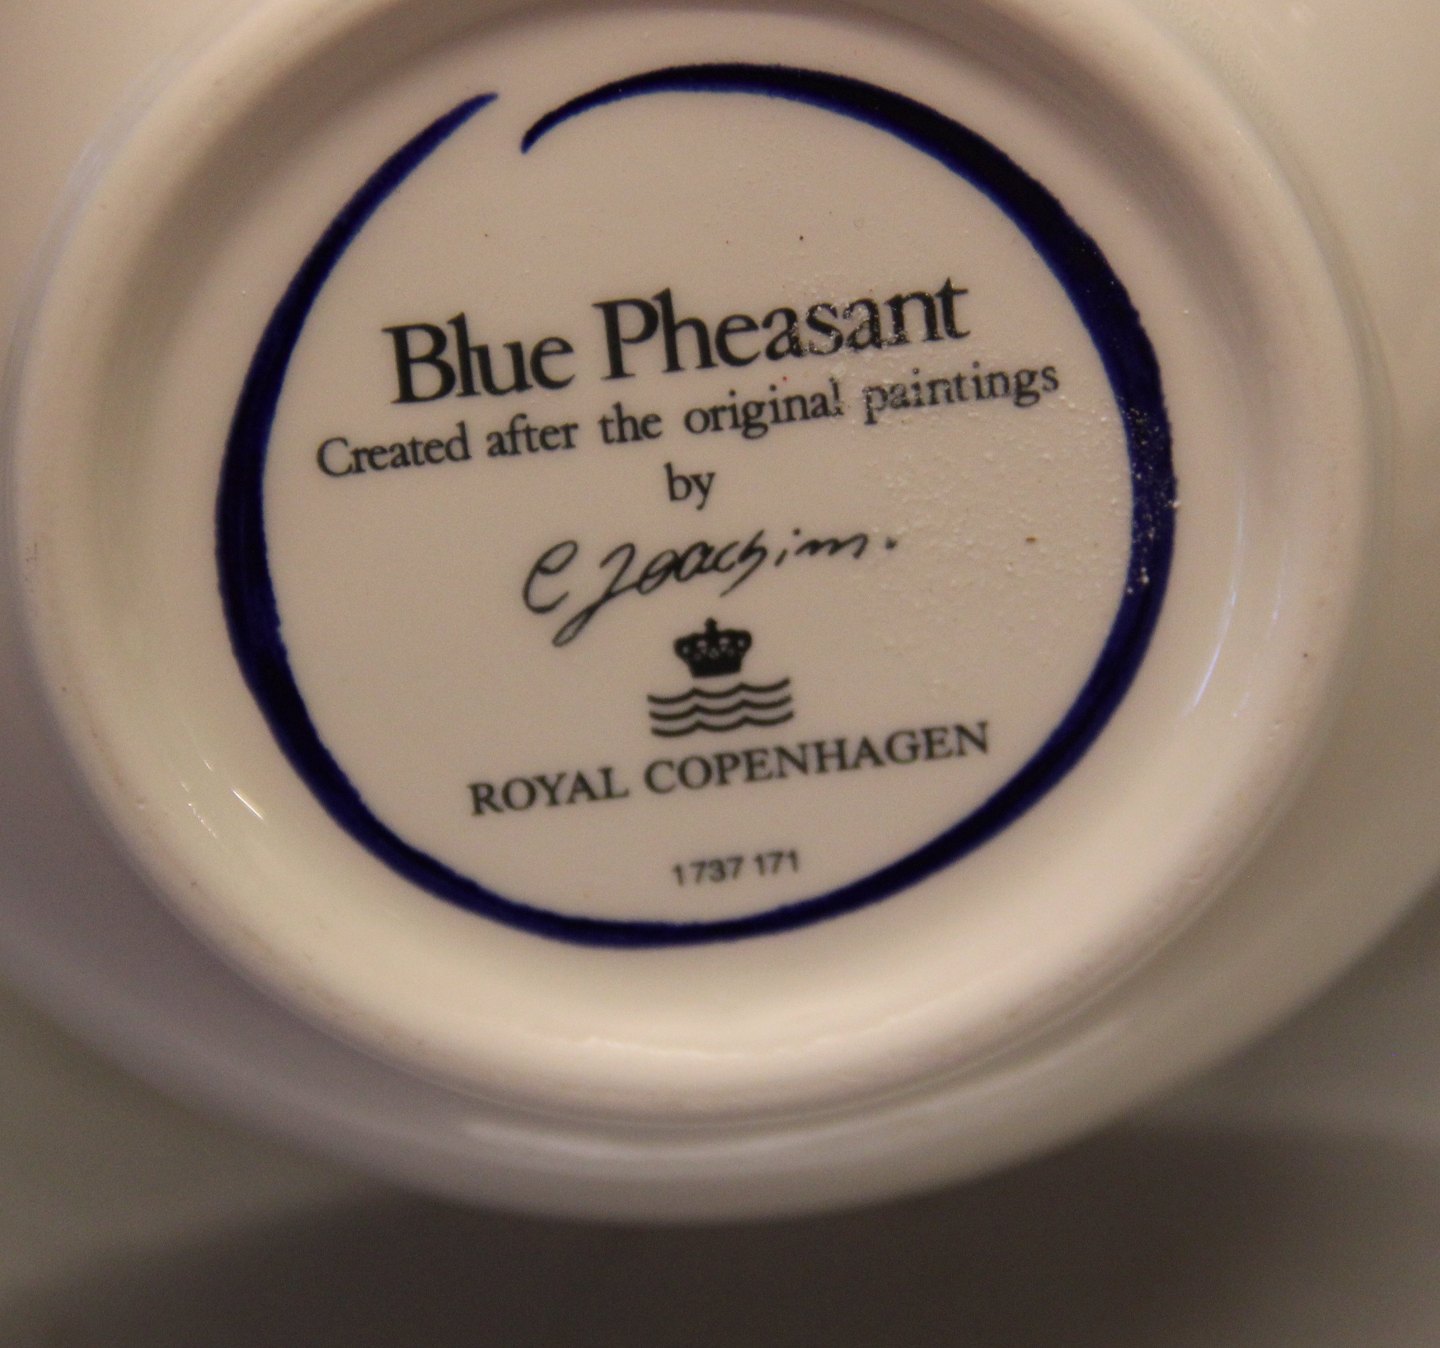 Blue Pheasant
Created after the original paintings
by
C Joachim.
ROYAL COPENHAGEN
1737 171